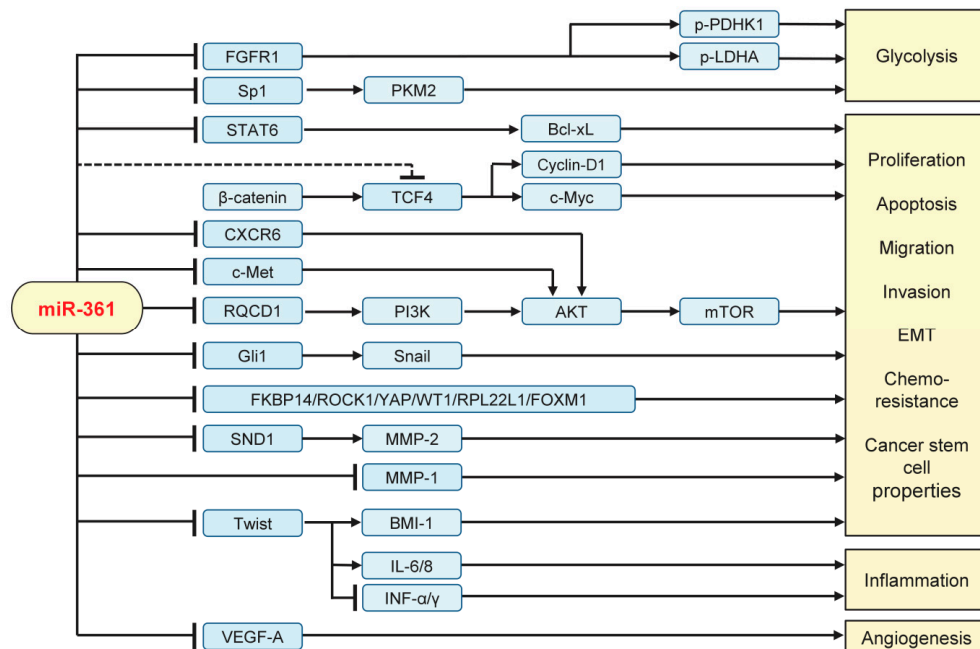 p-PDHK1
FGFR1
p-LDHA
Glycolysis
Sp1
PKM2
STAT6
Bcl-xL
Cyclin-D1
Proliferation
β-catenin
TCF4
c-Myc
Apoptosis
CXCR6
Migration
c-Met
miR-361
RQCD1
PI3K
AKT
mTOR
Invasion
EMT
Gli1
Snail
Chemo-
resistance
FKBP14/ROCK1/YAP/WT1/RPL22L1/FOXM1
SND1
MMP-2
Cancer stem
cell
properties
MMP-1
Twist
BMI-1
IL-6/8
Inflammation
INF-α/γ
VEGF-A
Angiogenesis